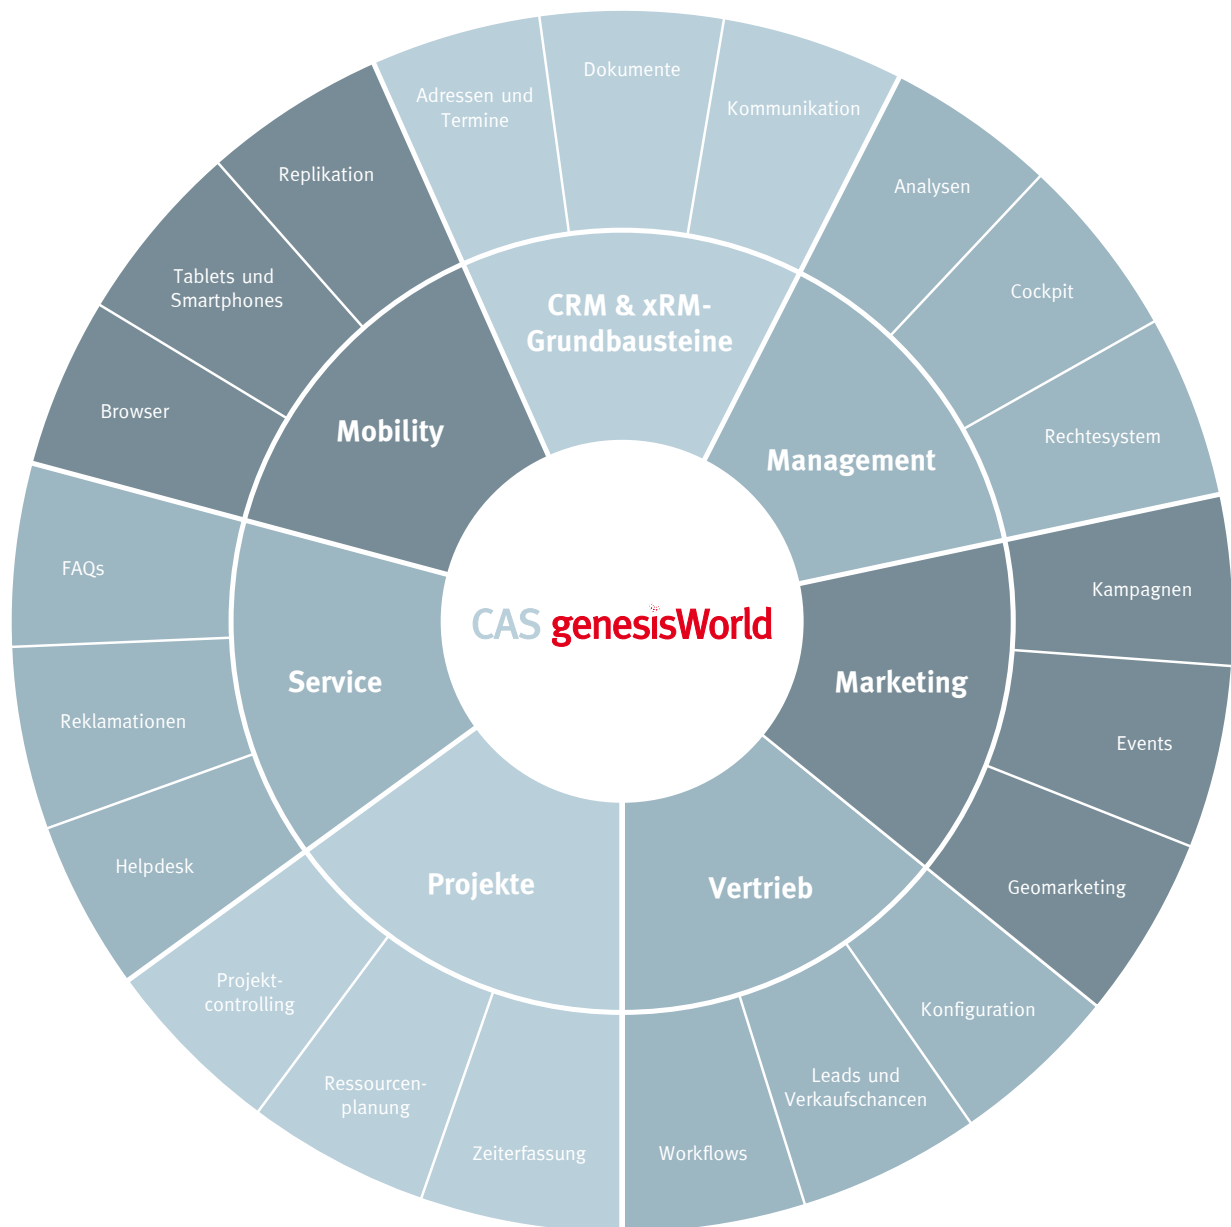 Adressen und
Termine
Dokumente
Kommunikation
Replikation
Analysen
Tablets und
Smartphones
Cockpit
CRM & xRM-
Grundbausteine
Browser
Mobility
Rechtesystem
Management
FAQs
Kampagnen
CAS genesisWorld
Service
Marketing
Reklamationen
Events
Helpdesk
Projekte
Vertrieb
Geomarketing
Projekt-
controlling
Konfiguration
Ressourcen-
planung
Leads und
Verkaufschancen
Zeiterfassung
Workflows